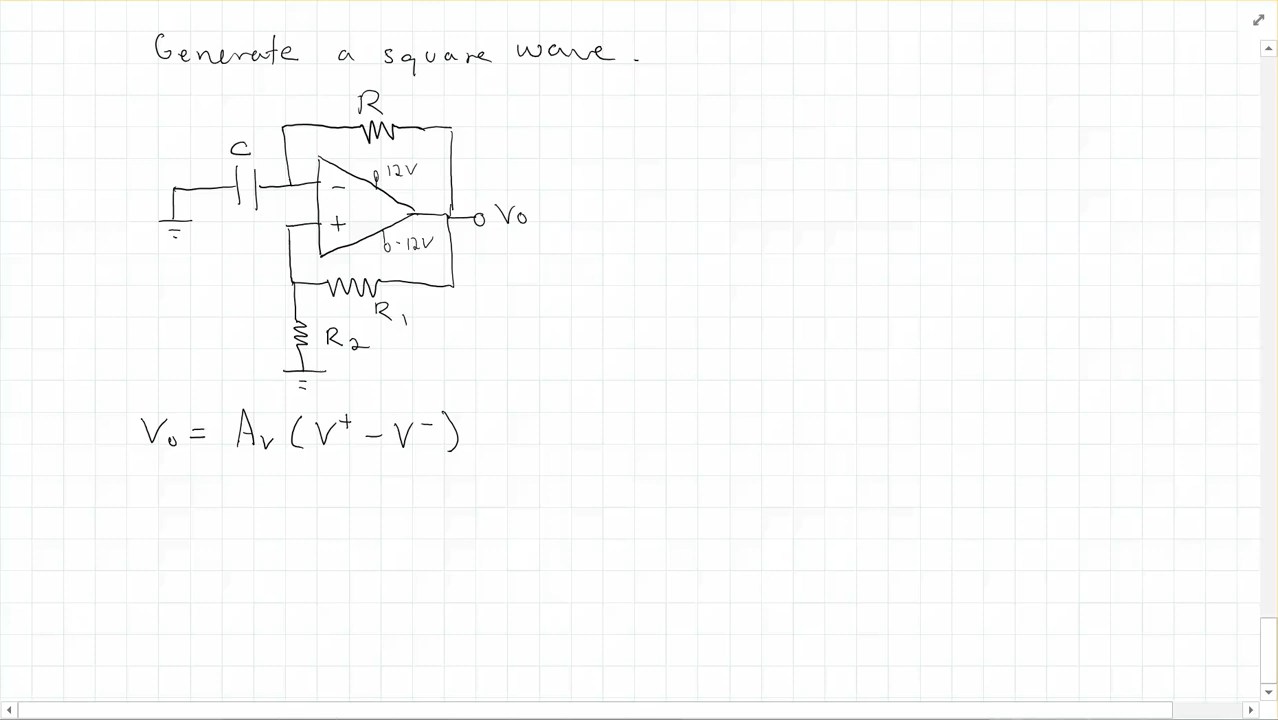 Generate a square wave.
R
C
12V
−
+
Vo
-12V
R1
R2
Vo = Av (V⁺ − V⁻)